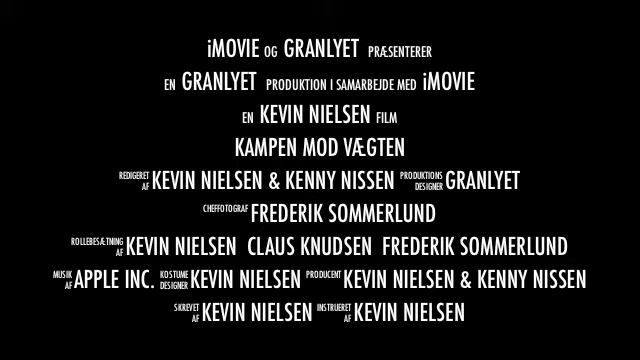 iMOVIE OG GRANLYET PRÆSENTERER
EN GRANLYET PRODUKTION I SAMARBEJDE MED iMOVIE
EN KEVIN NIELSEN FILM
KAMPEN MOD VÆGTEN
REDIGERET AF KEVIN NIELSEN & KENNY NISSEN PRODUKTIONS DESIGNER GRANLYET
CHEFFOTOGRAF FREDERIK SOMMERLUND
ROLLEBESÆTNING AF KEVIN NIELSEN CLAUS KNUDSEN FREDERIK SOMMERLUND
MUSIK AF APPLE INC. KOSTUME DESIGNER KEVIN NIELSEN PRODUCENT KEVIN NIELSEN & KENNY NISSEN
SKREVET AF KEVIN NIELSEN INSTRUERET AF KEVIN NIELSEN